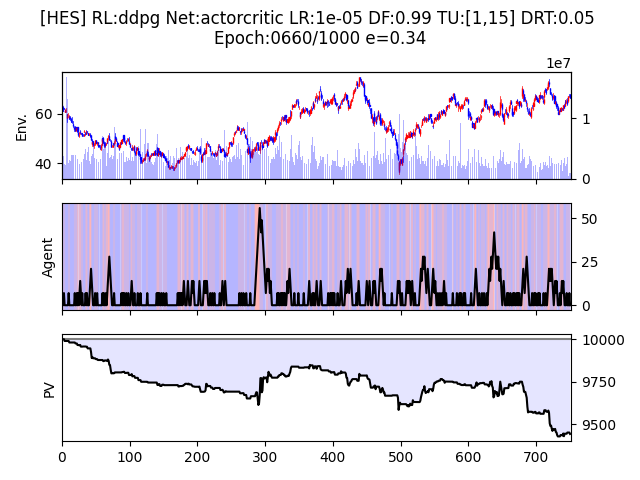 [HES] RL:ddpg Net:actorcritic LR:1e-05 DF:0.99 TU:[1,15] DRT:0.05
Epoch:0660/1000 e=0.34
1e7
Env.
60
40
1
0
Agent
50
25
0
PV
10000
9750
9500
0 100 200 300 400 500 600 700